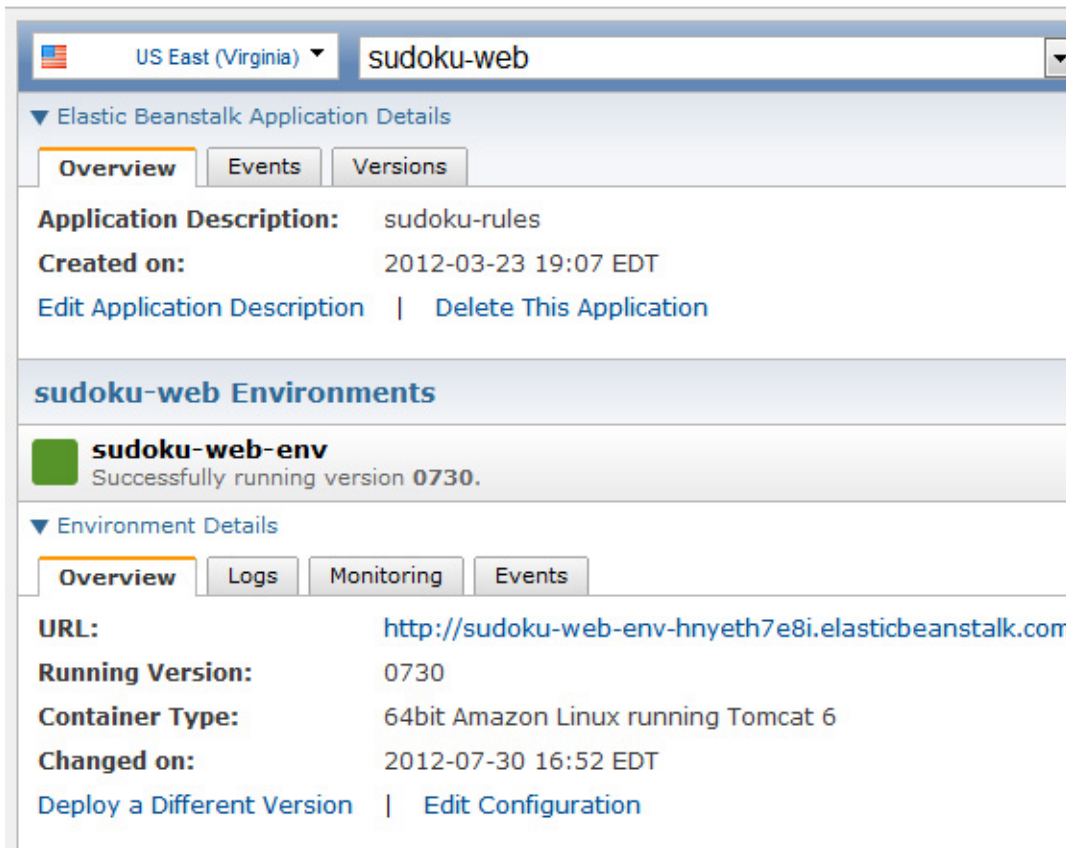 US East (Virginia) sudoku-web
Elastic Beanstalk Application Details
Overview Events Versions
Application Description: sudoku-rules
Created on: 2012-03-23 19:07 EDT
Edit Application Description | Delete This Application
sudoku-web Environments
sudoku-web-env
Successfully running version 0730.
Environment Details
Overview Logs Monitoring Events
URL: http://sudoku-web-env-hnyeth7e8i.elasticbeanstalk.com
Running Version: 0730
Container Type: 64bit Amazon Linux running Tomcat 6
Changed on: 2012-07-30 16:52 EDT
Deploy a Different Version | Edit Configuration